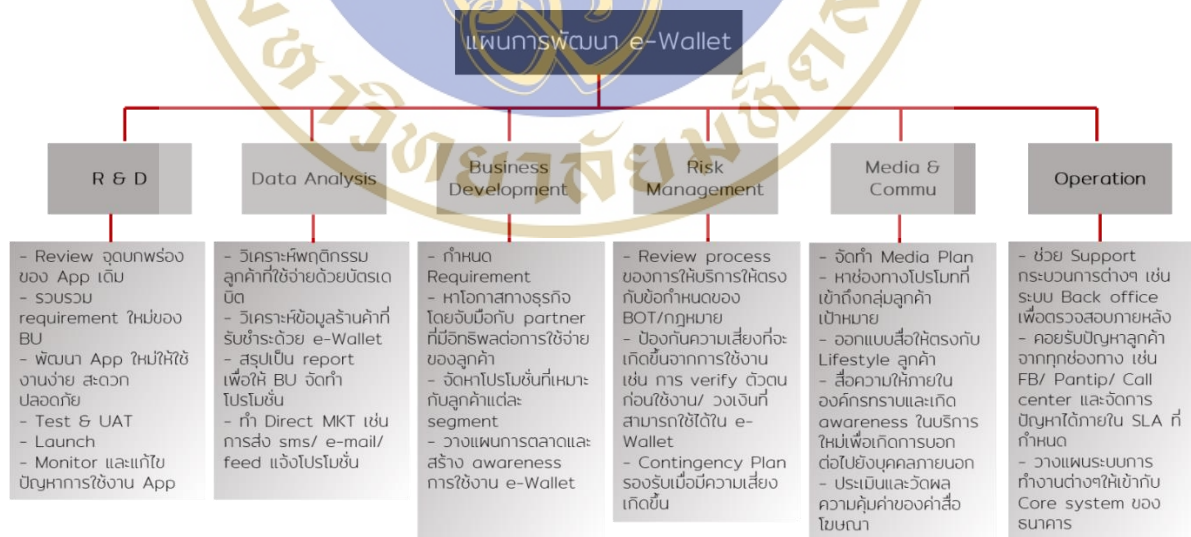 แผนการพัฒนา e-Wallet
R & D
- Review จุดบกพร่อง
ของ App เดิม
- รวบรวม
requirement ใหม่ของ
BU
- พัฒนา App ใหม่ให้ใช้
งานง่าย สะดวก
ปลอดภัย
- Test & UAT
- Launch
- Monitor และแก้ไข
ปัญหาการใช้งาน App
Data Analysis
- วิเคราะห์พฤติกรรม
ลูกค้าที่ใช้จ่ายด้วยบัตรเด
บิต
- วิเคราะห์ข้อมูลร้านค้าที่
รับชำระด้วย e-Wallet
- สรุปเป็น report
เพื่อให้ BU จัดทำ
โปรโมชั่น
- ทำ Direct MKT เช่น
การส่ง sms/ e-mail/
feed แจ้งโปรโมชั่น
Business
Development
- กำหนด
Requirement
- หาโอกาสทางธุรกิจ
โดยจับมือกับ partner
ที่มีอิทธิพลต่อการใช้จ่าย
ของลูกค้า
- จัดหาโปรโมชั่นที่เหมาะ
กับลูกค้าแต่ละ
segment
- วางแผนการตลาดและ
สร้าง awareness
การใช้งาน e-Wallet
Risk
Management
- Review process
ของการให้บริการให้ตรง
กับข้อกำหนดของ
BOT/กฎหมาย
- ป้องกันความเสี่ยงที่จะ
เกิดขึ้นจากการใช้งาน
เช่น การ verify ตัวตน
ก่อนใช้งาน/ วงเงินที่
สามารถใช้ได้ใน e-
Wallet
- Contingency Plan
รองรับเมื่อมีความเสี่ยง
เกิดขึ้น
Media &
Commu
- จัดทำ Media Plan
- หาช่องทางโปรโมทที่
เข้าถึงกลุ่มลูกค้า
เป้าหมาย
- ออกแบบสื่อให้ตรงกับ
Lifestyle ลูกค้า
- สื่อความให้ภายใน
องค์กรทราบและเกิด
awareness ในบริการ
ใหม่เพื่อเกิดการบอก
ต่อไปยังบุคคลภายนอก
- ประเมินและวัดผล
ความคุ้มค่าของค่าสื่อ
โฆษณา
Operation
- ช่วย Support
กระบวนการต่างๆ เช่น
ระบบ Back office
เพื่อตรวจสอบภายหลัง
- คอยรับปัญหาลูกค้า
จากทุกช่องทาง เช่น
FB/ Pantip/ Call
center และจัดการ
ปัญหาได้ภายใน SLA ที่
กำหนด
- วางแผนระบบการ
ทำงานต่างๆให้เข้ากับ
Core system ของ
ธนาคาร
มหาวิทยาลัยมหิดล